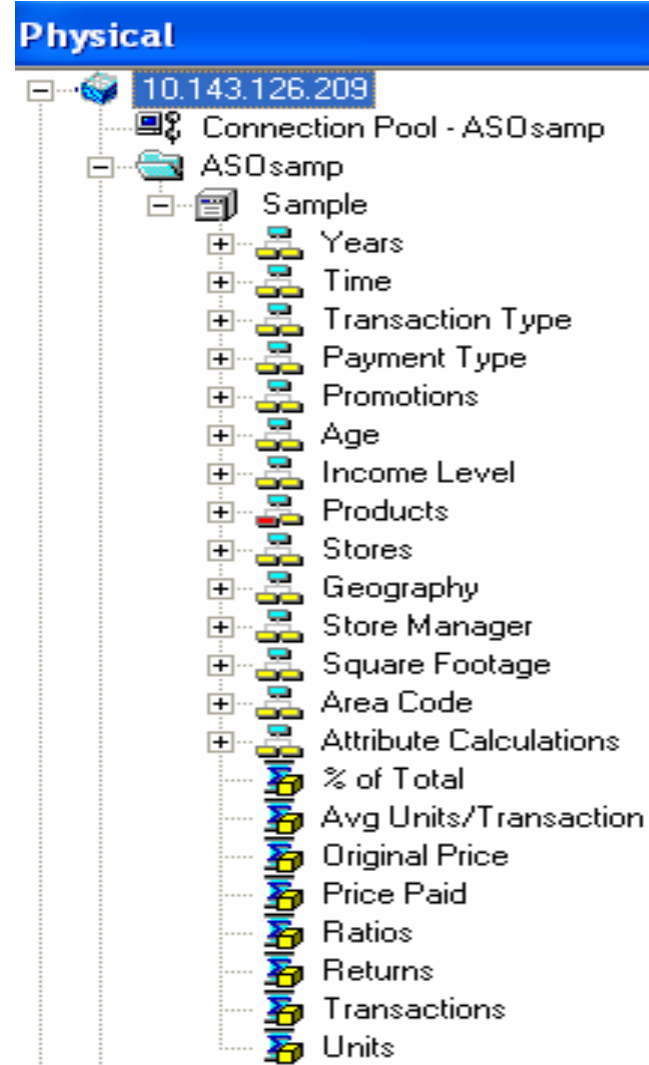 Physical
10.143.126.209
Connection Pool - ASOsamp
ASOsamp
Sample
Years
Time
Transaction Type
Payment Type
Promotions
Age
Income Level
Products
Stores
Geography
Store Manager
Square Footage
Area Code
Attribute Calculations
% of Total
Avg Units/Transaction
Original Price
Price Paid
Ratios
Returns
Transactions
Units